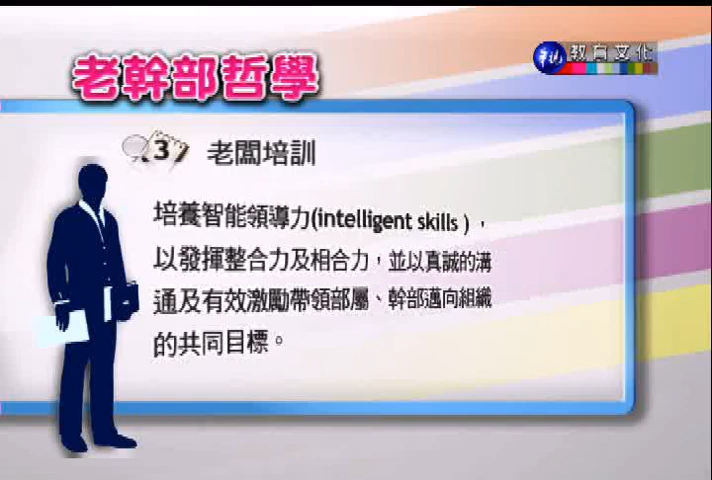 華視 教育文化
老幹部哲學
3 老闆培訓
培養智能領導力(intelligent skills)，
以發揮整合力及相合力，並以真誠的溝
通及有效激勵帶領部屬、幹部邁向組織
的共同目標。